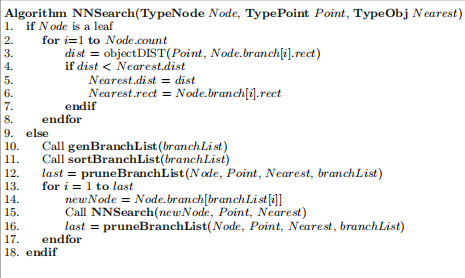 Algorithm NNSearch(TypeNode Node, TypePoint Point, TypeObj Nearest)
1. if Node is a leaf
2. for i=1 to Node.count
3. dist = objectDIST(Point, Node.branch[i].rect)
4. if dist < Nearest.dist
5. Nearest.dist = dist
6. Nearest.rect = Node.branch[i].rect
7. endif
8. endfor
9. else
10. Call genBranchList(branchList)
11. Call sortBranchList(branchList)
12. last = pruneBranchList(Node, Point, Nearest, branchList)
13. for i = 1 to last
14. newNode = Node.branch[branchList[i]]
15. Call NNSearch(newNode, Point, Nearest)
16. last = pruneBranchList(Node, Point, Nearest, branchList)
17. endfor
18. endif